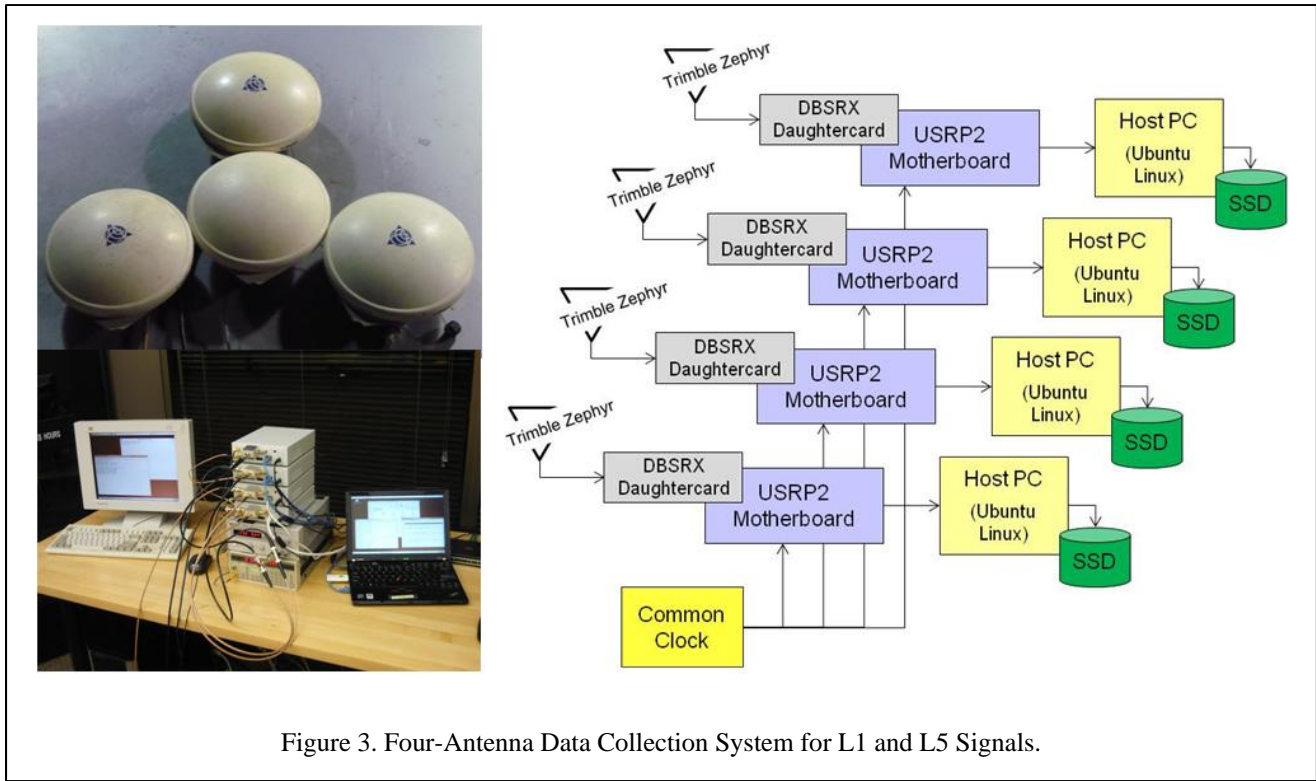 Trimble Zephyr
DBSRX
Daughtercard
USRP2
Motherboard
Host PC
(Ubuntu
Linux)
SSD
Trimble Zephyr
DBSRX
Daughtercard
USRP2
Motherboard
Host PC
(Ubuntu
Linux)
SSD
Trimble Zephyr
DBSRX
Daughtercard
USRP2
Motherboard
Host PC
(Ubuntu
Linux)
SSD
Trimble Zephyr
DBSRX
Daughtercard
USRP2
Motherboard
Host PC
(Ubuntu
Linux)
SSD
Common
Clock
HOURS
Figure 3. Four-Antenna Data Collection System for L1 and L5 Signals.